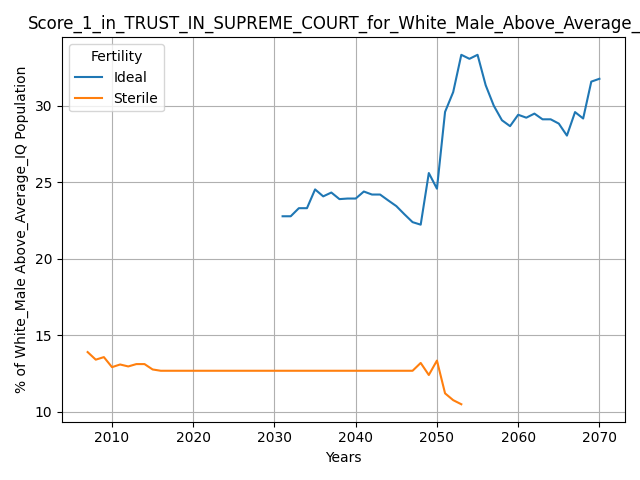 Score_1_in_TRUST_IN_SUPREME_COURT_for_White_Male_Above_Average_
Fertility
Ideal
Sterile
% of White_Male Above_Average_IQ Population
30
25
20
15
10
2010 2020 2030 2040 2050 2060 2070
Years